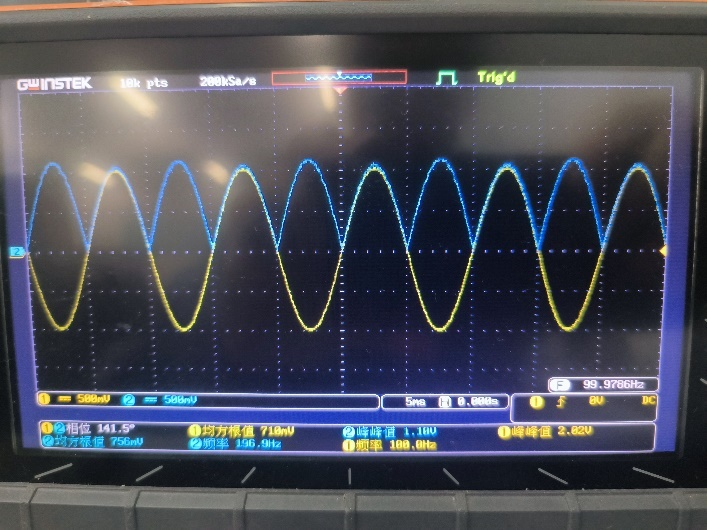 GWINSTEK 10k pts 200kSa/s Trig'd
2
F 99.9786Hz
1 500mV 2 500mV 5ms H 0.000s 1 0V DC
1 2 相位 141.5° 1 均方根值 710mV 2 峰峰值 1.10V 1 峰峰值 2.02V
2 均方根值 756mV 2 频率 196.9Hz 1 频率 100.0Hz